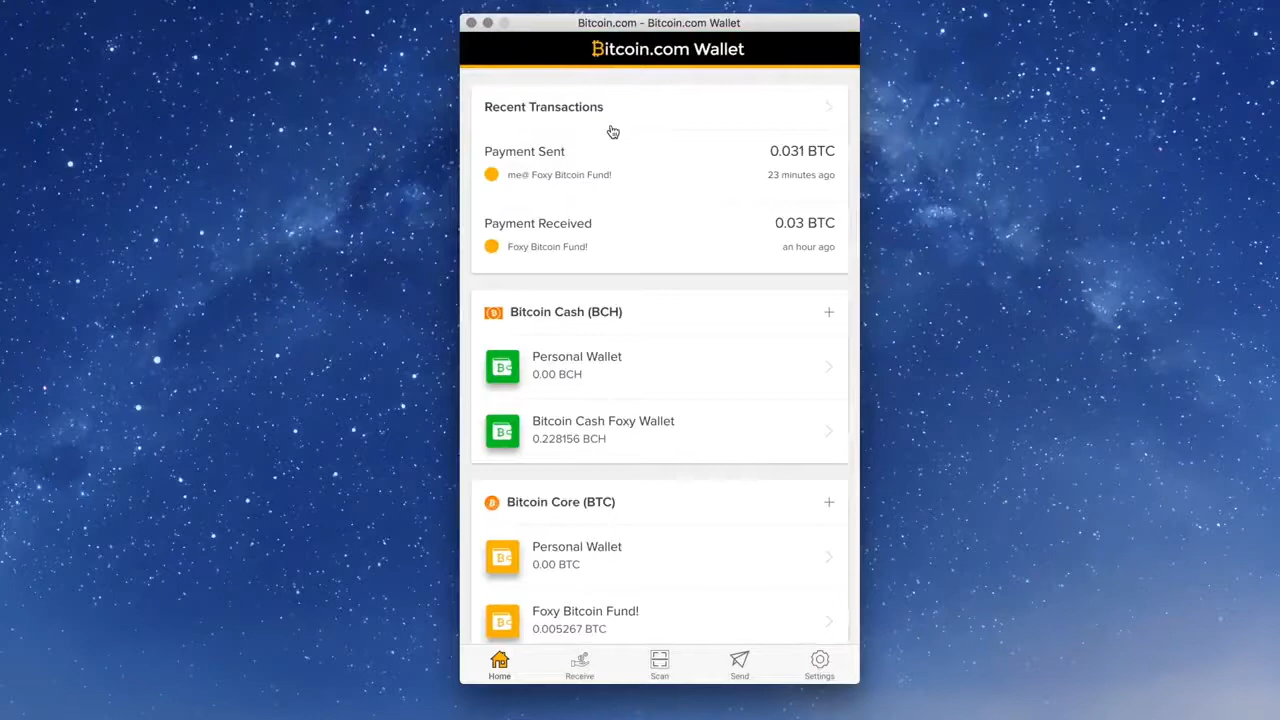 Bitcoin.com - Bitcoin.com Wallet
Bitcoin.com Wallet
Recent Transactions
Payment Sent 0.031 BTC
me@ Foxy Bitcoin Fund! 23 minutes ago
Payment Received 0.03 BTC
Foxy Bitcoin Fund! an hour ago
Bitcoin Cash (BCH)
Personal Wallet
0.00 BCH
Bitcoin Cash Foxy Wallet
0.228156 BCH
Bitcoin Core (BTC)
Personal Wallet
0.00 BTC
Foxy Bitcoin Fund!
0.005267 BTC
Home Receive Scan Send Settings